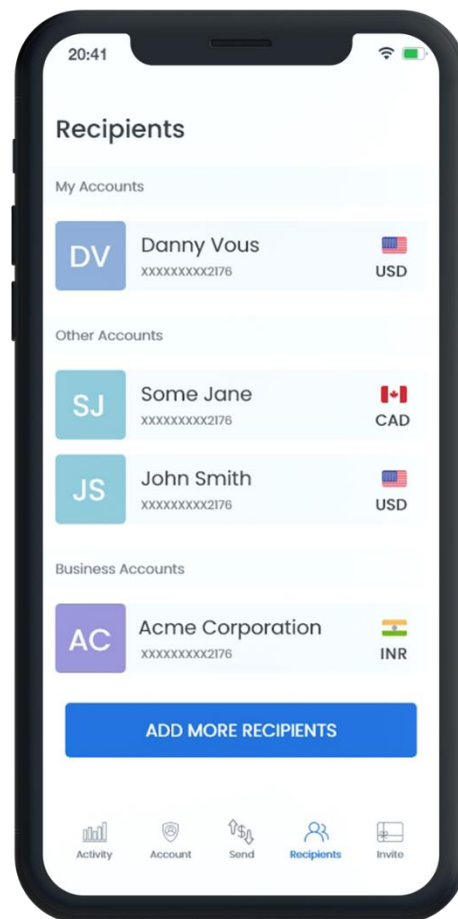 20:41
Recipients
My Accounts
DV
Danny Vous
xxxxxxxxx2176
USD
Other Accounts
SJ
Some Jane
xxxxxxxxx2176
CAD
JS
John Smith
xxxxxxxxx2176
USD
Business Accounts
AC
Acme Corporation
xxxxxxxxx2176
INR
ADD MORE RECIPIENTS
Activity Account Send Recipients Invite